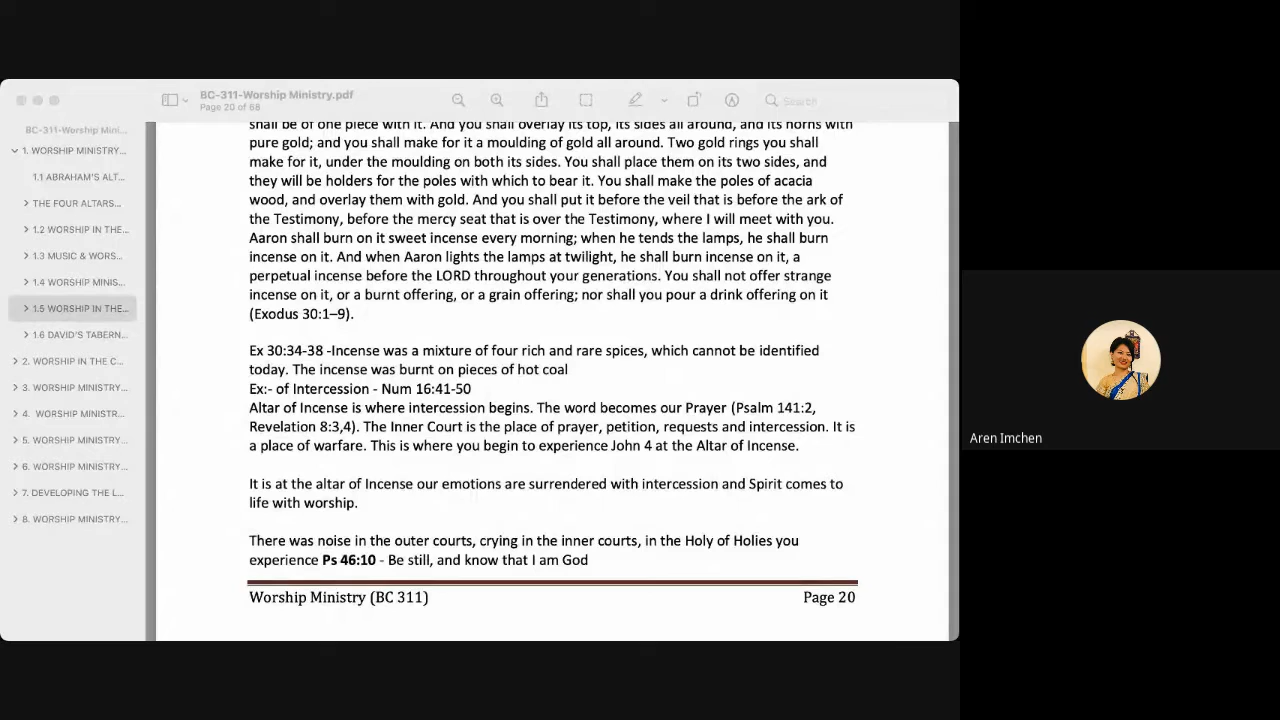 BC-311-Worship Ministry.pdf
Page 20 of 68
Search
BC-311-Worship Mini...
1. WORSHIP MINISTRY...
1.1 ABRAHAM'S ALT...
THE FOUR ALTARS...
1.2 WORSHIP IN THE...
1.3 MUSIC & WORS...
1.4 WORSHIP MINIS...
1.5 WORSHIP IN THE...
1.6 DAVID'S TABERN...
2. WORSHIP IN THE C...
3. WORSHIP MINISTRY...
4. WORSHIP MINISTR...
5. WORSHIP MINISTRY...
6. WORSHIP MINISTRY...
7. DEVELOPING THE L...
8. WORSHIP MINISTRY...
shall be of one piece with it. And you shall overlay its top, its sides all around, and its horns with
pure gold; and you shall make for it a moulding of gold all around. Two gold rings you shall
make for it, under the moulding on both its sides. You shall place them on its two sides, and
they will be holders for the poles with which to bear it. You shall make the poles of acacia
wood, and overlay them with gold. And you shall put it before the veil that is before the ark of
the Testimony, before the mercy seat that is over the Testimony, where I will meet with you.
Aaron shall burn on it sweet incense every morning; when he tends the lamps, he shall burn
incense on it. And when Aaron lights the lamps at twilight, he shall burn incense on it, a
perpetual incense before the LORD throughout your generations. You shall not offer strange
incense on it, or a burnt offering, or a grain offering; nor shall you pour a drink offering on it
(Exodus 30:1–9).
Ex 30:34-38 -Incense was a mixture of four rich and rare spices, which cannot be identified
today. The incense was burnt on pieces of hot coal
Ex:- of Intercession - Num 16:41-50
Altar of Incense is where intercession begins. The word becomes our Prayer (Psalm 141:2,
Revelation 8:3,4). The Inner Court is the place of prayer, petition, requests and intercession. It is
a place of warfare. This is where you begin to experience John 4 at the Altar of Incense.
It is at the altar of Incense our emotions are surrendered with intercession and Spirit comes to
life with worship.
There was noise in the outer courts, crying in the inner courts, in the Holy of Holies you
experience Ps 46:10 - Be still, and know that I am God
Worship Ministry (BC 311)
Page 20
Aren Imchen